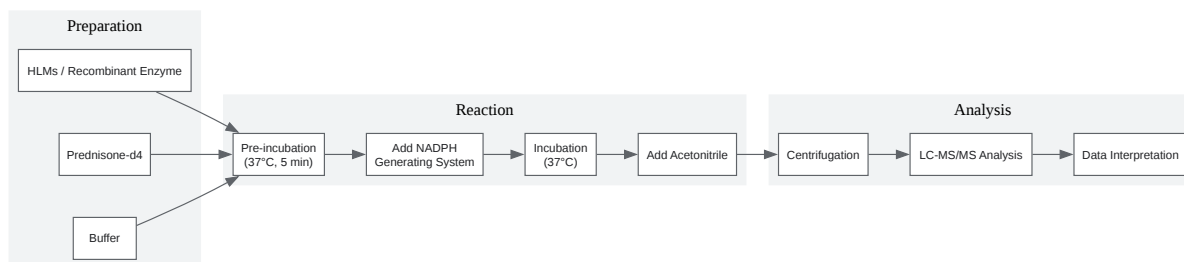 Preparation
HLMs / Recombinant Enzyme
Prednisone-d4
Buffer
Reaction
Pre-incubation
(37°C, 5 min)
Add NADPH
Generating System
Incubation
(37°C)
Add Acetonitrile
Analysis
Centrifugation
LC-MS/MS Analysis
Data Interpretation